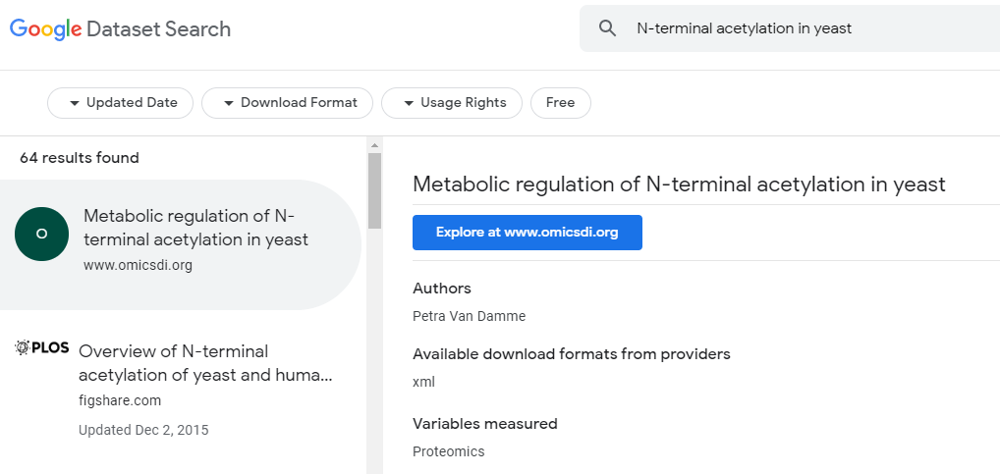 Google Dataset Search
N-terminal acetylation in yeast
Updated Date
Download Format
Usage Rights
Free
64 results found
O
Metabolic regulation of N-
terminal acetylation in yeast
www.omicsdi.org
PLOS
Overview of N-terminal
acetylation of yeast and huma...
figshare.com
Updated Dec 2, 2015
Metabolic regulation of N-terminal acetylation in yeast
Explore at www.omicsdi.org
Authors
Petra Van Damme
Available download formats from providers
xml
Variables measured
Proteomics